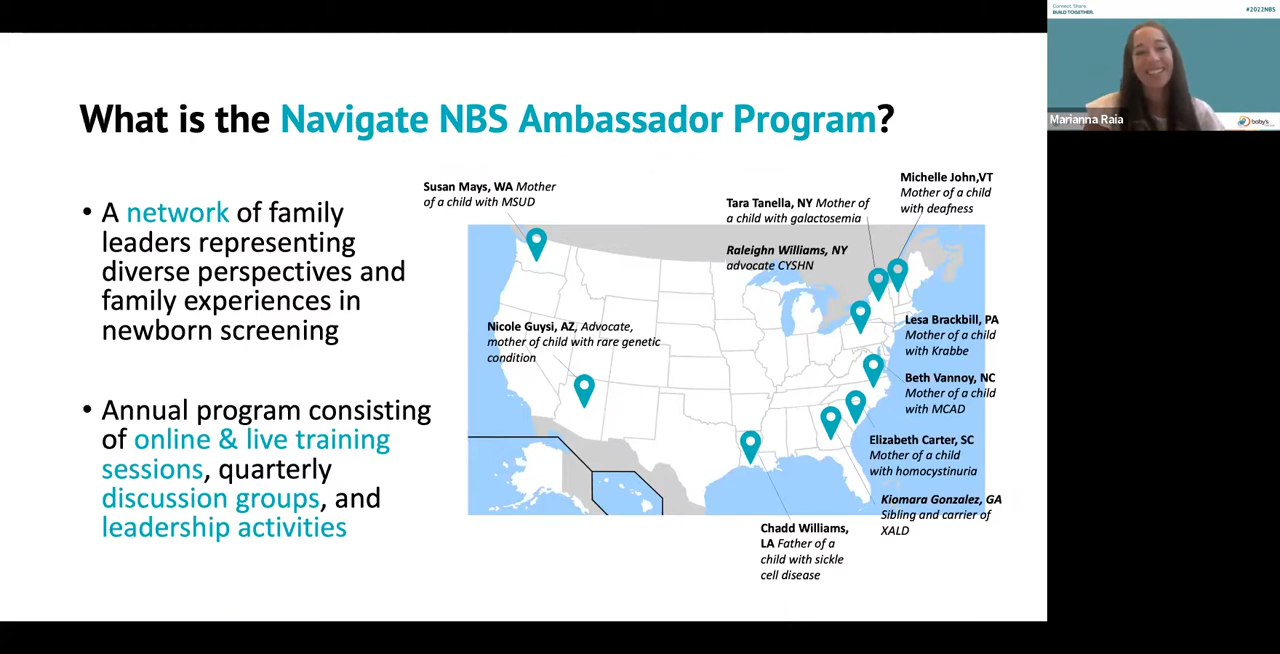 Connect. Share.
BUILD TOGETHER.
#2022NBS
Marianna Raia
baby's
What is the Navigate NBS Ambassador Program?
• A network of family
leaders representing
diverse perspectives and
family experiences in
newborn screening
• Annual program consisting
of online & live training
sessions, quarterly
discussion groups, and
leadership activities
Susan Mays, WA Mother
of a child with MSUD
Tara Tanella, NY Mother of
a child with galactosemia
Raleighn Williams, NY
advocate CYSHN
Michelle John,VT
Mother of a child
with deafness
Nicole Guysi, AZ, Advocate,
mother of child with rare genetic
condition
Lesa Brackbill, PA
Mother of a child
with Krabbe
Beth Vannoy, NC
Mother of a child
with MCAD
Elizabeth Carter, SC
Mother of a child
with homocystinuria
Kiomara Gonzalez, GA
Sibling and carier of
XALD
Chadd Williams,
LA Father of a
child with sickle
cell disease